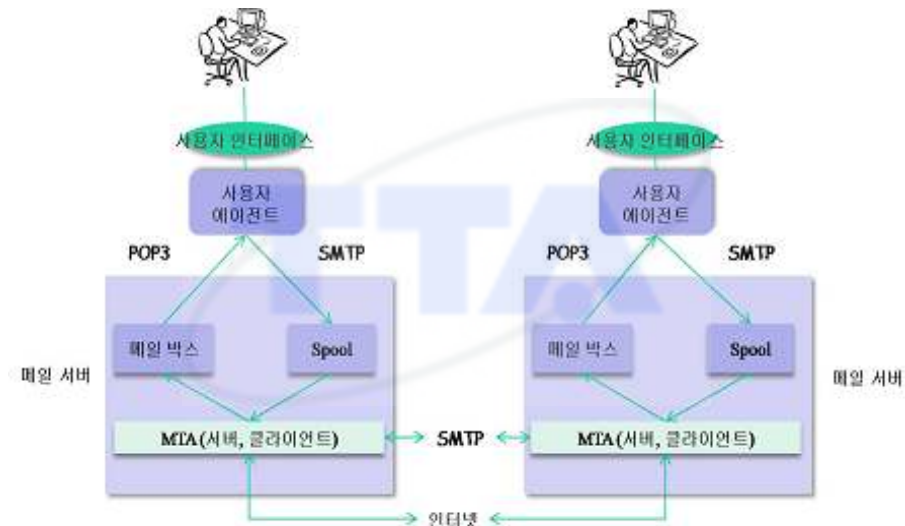 사용자 인터페이스
사용자 인터페이스
사용자
에이전트
사용자
에이전트
TTA
POP3
SMTP
POP3
SMTP
메일 박스
Spool
메일 박스
Spool
메일 서버
메일 서버
MTA(서버, 클라이언트)
SMTP
MTA(서버, 클라이언트)
인터넷